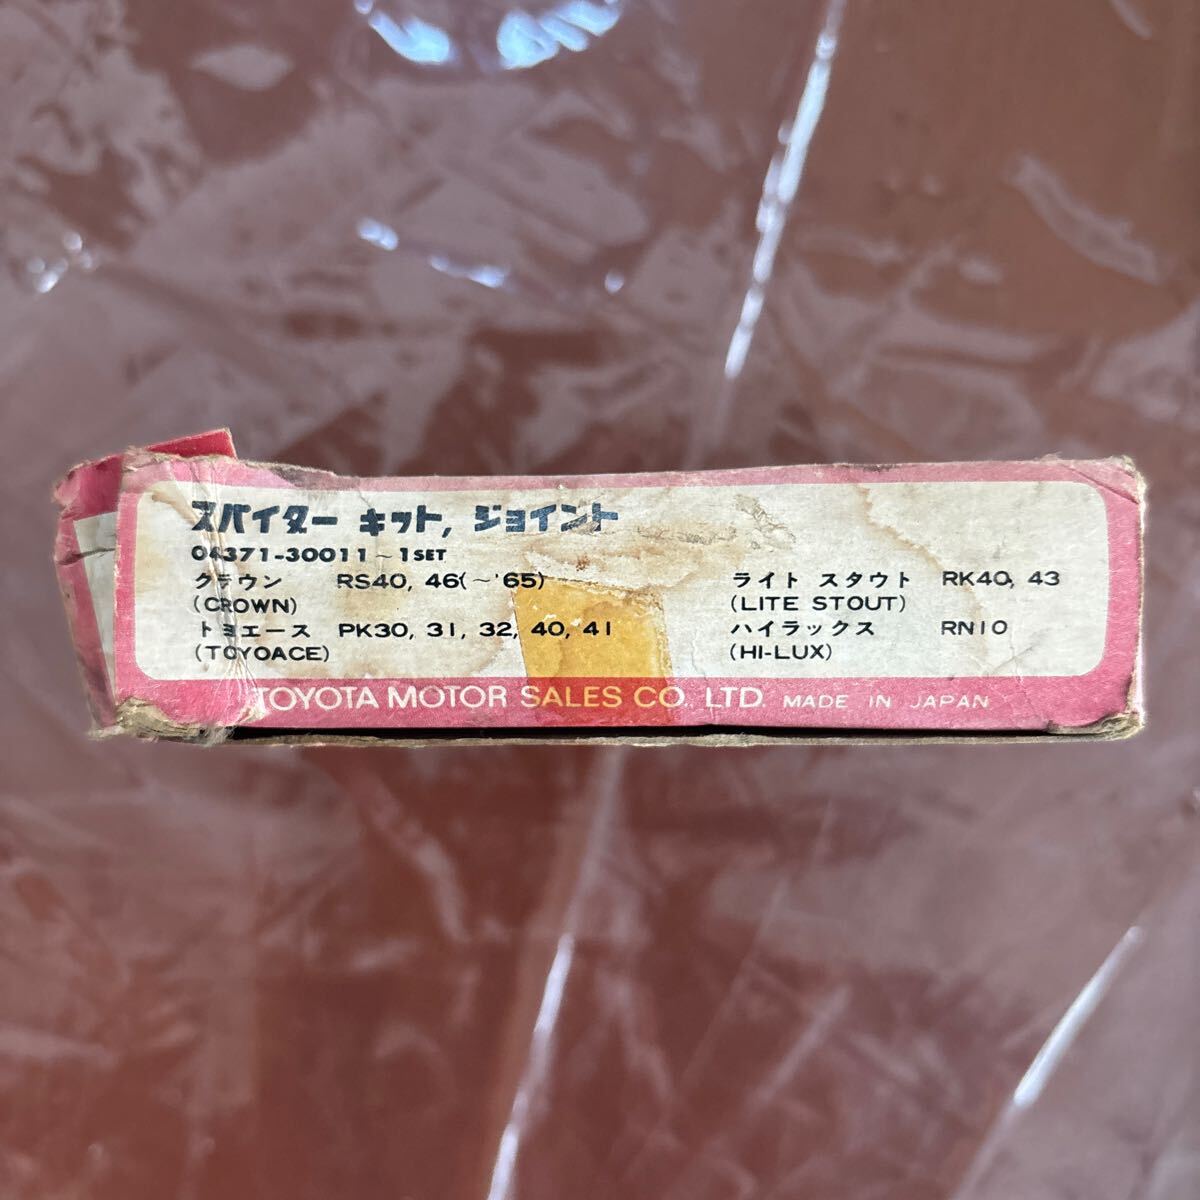 スパイダー キット, ジョイント
04371-30011~1SET
クラウン RS40, 46(~'65)
(CROWN)
トヨエース PK30, 31, 32, 40, 41
(TOYOACE)
ライト スタウト RK40, 43
(LITE STOUT)
ハイラックス RN10
(HI-LUX)
TOYOTA MOTOR SALES CO., LTD. MADE IN JAPAN